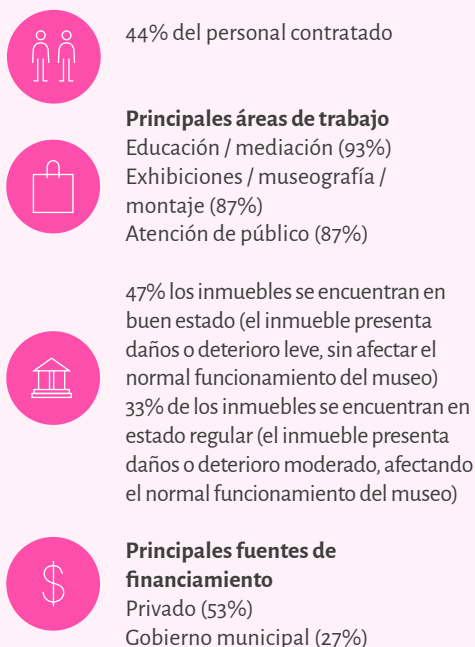 44% del personal contratado
Principales áreas de trabajo
Educación / mediación (93%)
Exhibiciones / museografía /
montaje (87%)
Atención de público (87%)
47% los inmuebles se encuentran en
buen estado (el inmueble presenta
daños o deterioro leve, sin afectar el
normal funcionamiento del museo)
33% de los inmuebles se encuentran en
estado regular (el inmueble presenta
daños o deterioro moderado, afectando
el normal funcionamiento del museo)
$
Principales fuentes de
financiamiento
Privado (53%)
Gobierno municipal (27%)